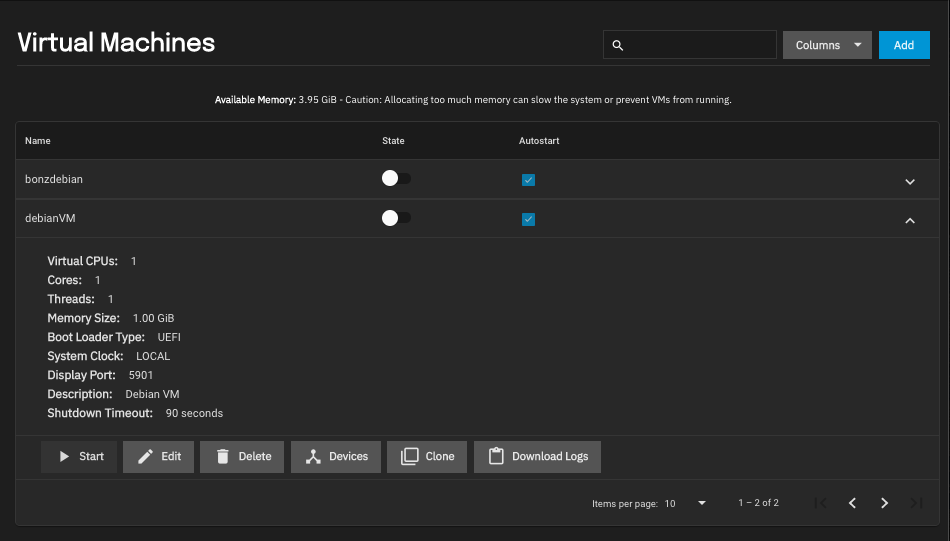 Virtual Machines
Columns
Add
Available Memory: 3.95 GiB - Caution: Allocating too much memory can slow the system or prevent VMs from running.
Name State Autostart
bonzdebian
debianVM
Virtual CPUs: 1
Cores: 1
Threads: 1
Memory Size: 1.00 GiB
Boot Loader Type: UEFI
System Clock: LOCAL
Display Port: 5901
Description: Debian VM
Shutdown Timeout: 90 seconds
Start Edit Delete Devices Clone Download Logs
Items per page: 10 1 – 2 of 2